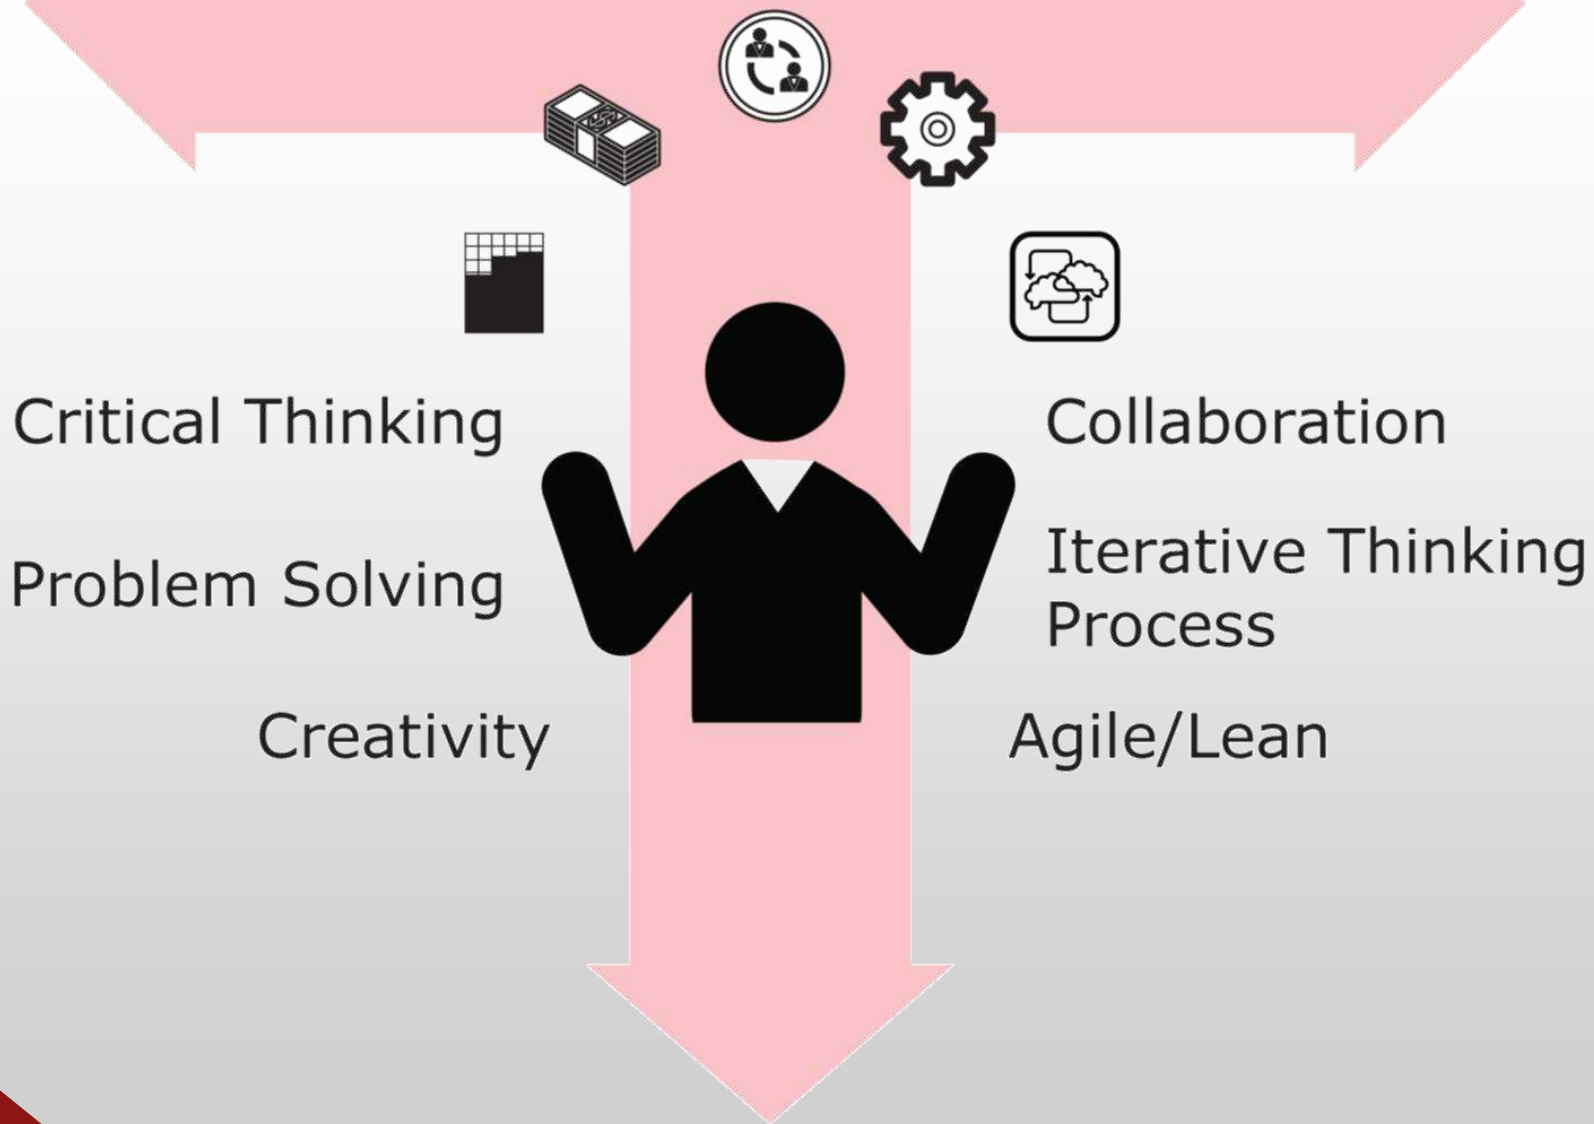 Critical Thinking
Problem Solving
Creativity
Collaboration
Iterative Thinking
Process
Agile/Lean